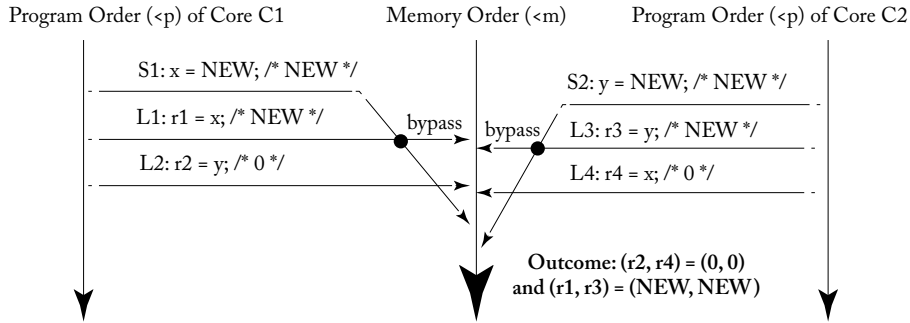 Program Order (<p) of Core C1
Memory Order (<m)
Program Order (<p) of Core C2
S1: x = NEW; /* NEW */
L1: r1 = x; /* NEW */
L2: r2 = y; /* 0 */
bypass
bypass
S2: y = NEW; /* NEW */
L3: r3 = y; /* NEW */
L4: r4 = x; /* 0 */
Outcome: (r2, r4) = (0, 0)
and (r1, r3) = (NEW, NEW)